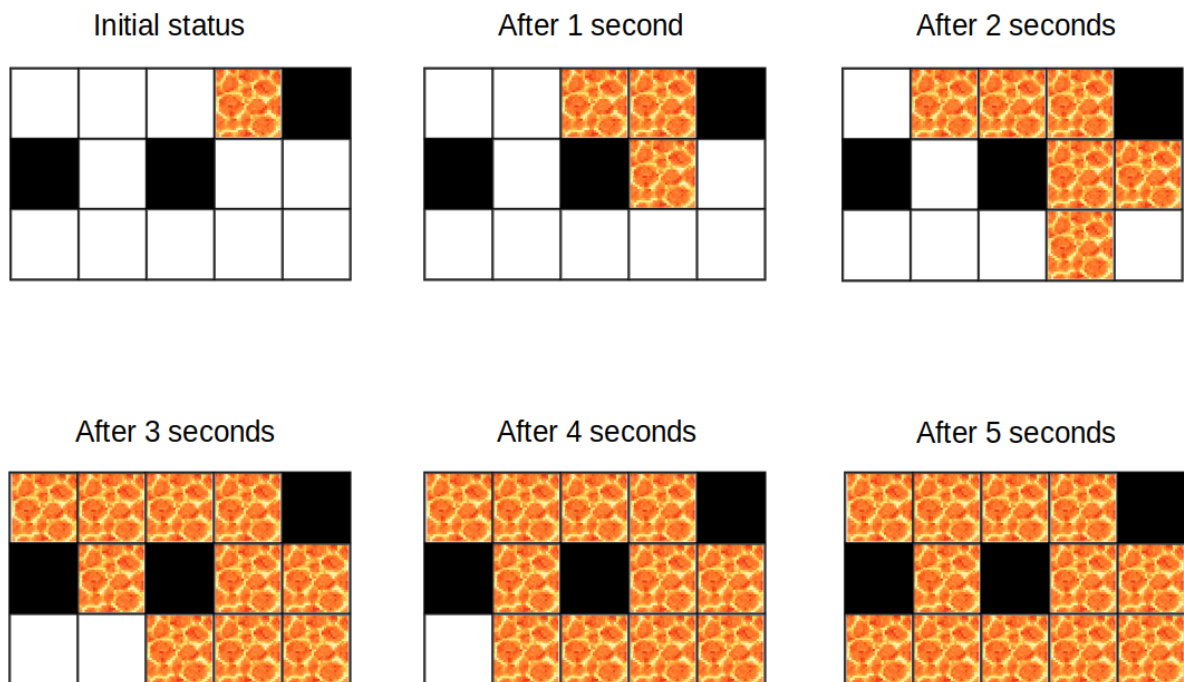 Initial status
After 1 second
After 2 seconds
After 3 seconds
After 4 seconds
After 5 seconds